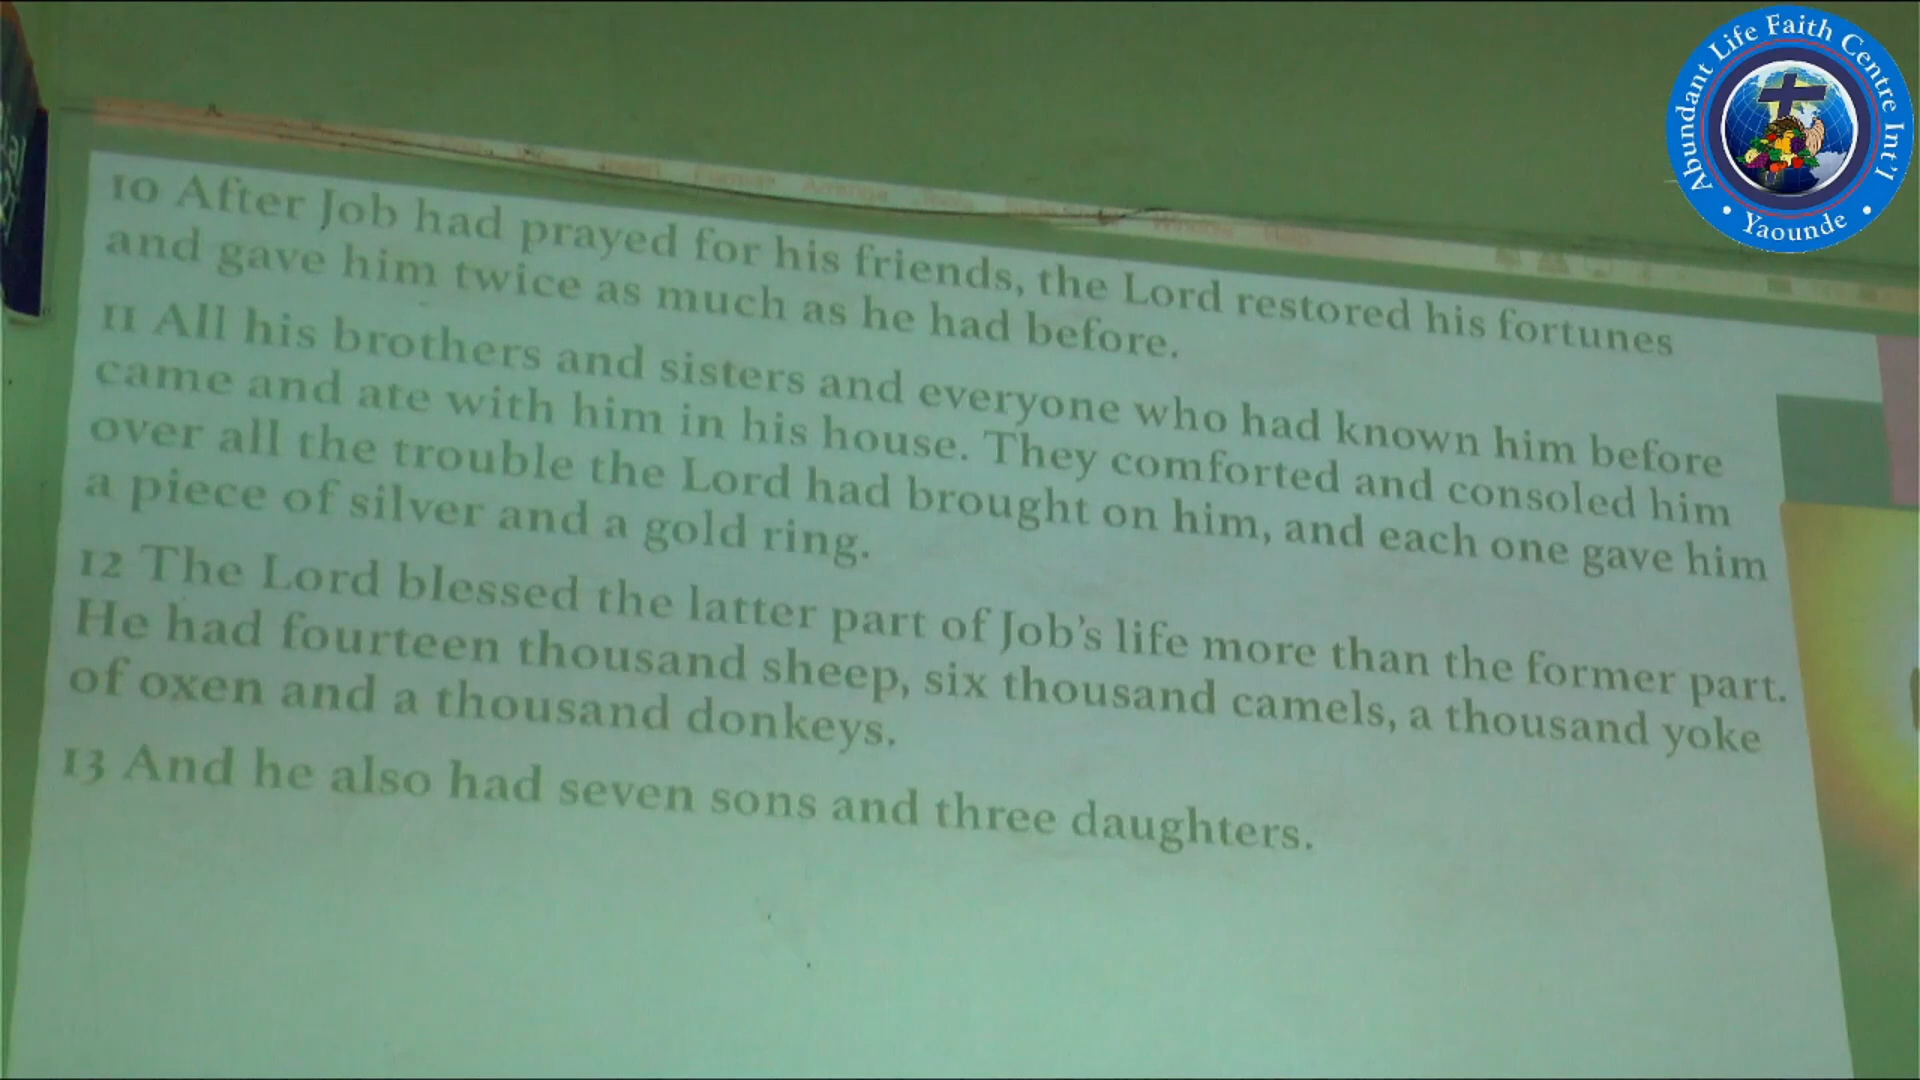 10 After Job had prayed for his friends, the Lord restored his fortunes
and gave him twice as much as he had before.
11 All his brothers and sisters and everyone who had known him before
came and ate with him in his house. They comforted and consoled him
over all the trouble the Lord had brought on him, and each one gave him
a piece of silver and a gold ring.
12 The Lord blessed the latter part of Job's life more than the former part.
He had fourteen thousand sheep, six thousand camels, a thousand yoke
of oxen and a thousand donkeys.
13 And he also had seven sons and three daughters.
Abundant Life Faith Centre Int'l
• Yaounde •